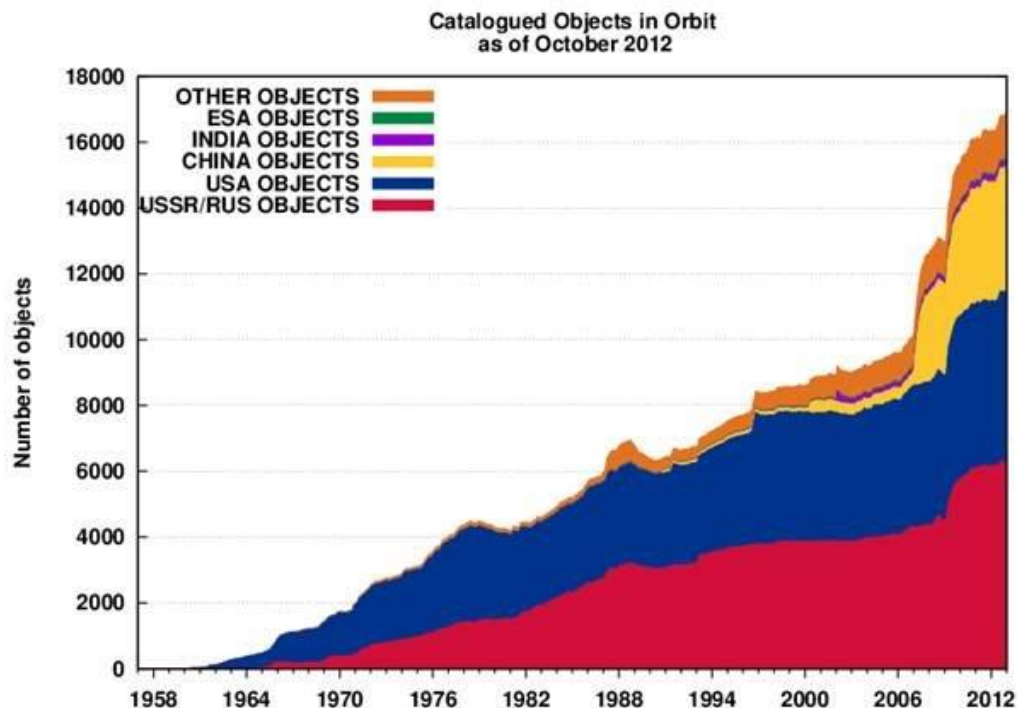 Catalogued Objects in Orbit
as of October 2012
18000
16000
14000
12000
10000
8000
6000
4000
2000
0
Number of objects
OTHER OBJECTS
ESA OBJECTS
INDIA OBJECTS
CHINA OBJECTS
USA OBJECTS
USSR/RUS OBJECTS
1958 1964 1970 1976 1982 1988 1994 2000 2006 2012